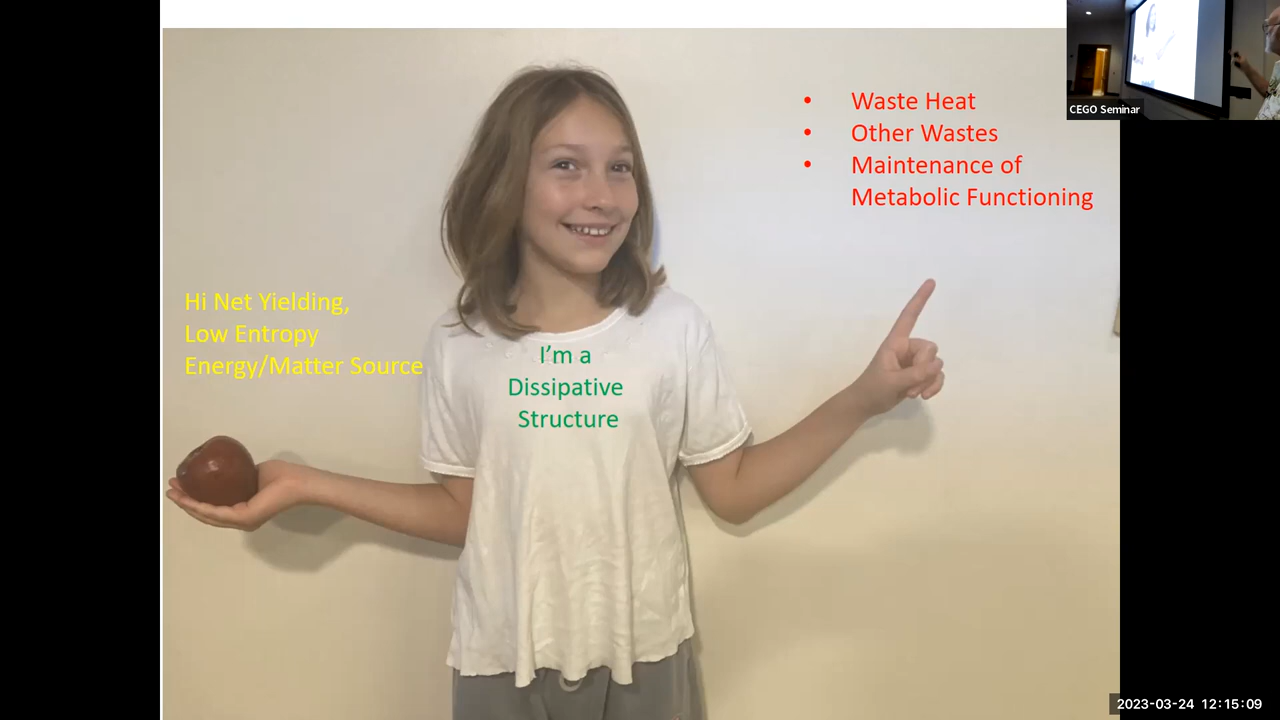 CEGO Seminar
• Waste Heat
• Other Wastes
• Maintenance of
Metabolic Functioning
Hi Net Yielding,
Low Entropy
Energy/Matter Source
I'm a
Dissipative
Structure
2023-03-24 12:15:09